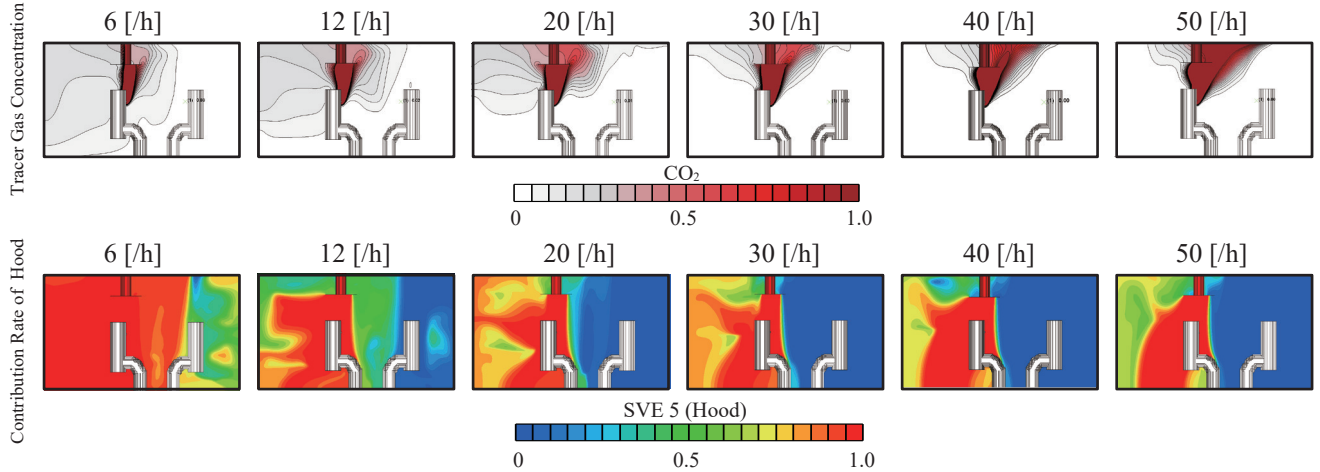 6 [/h] 12 [/h] 20 [/h] 30 [/h] 40 [/h] 50 [/h]
Tracer Gas Concentration
CO₂
0 0.5 1.0
6 [/h] 12 [/h] 20 [/h] 30 [/h] 40 [/h] 50 [/h]
Contribution Rate of Hood
SVE 5 (Hood)
0 0.5 1.0